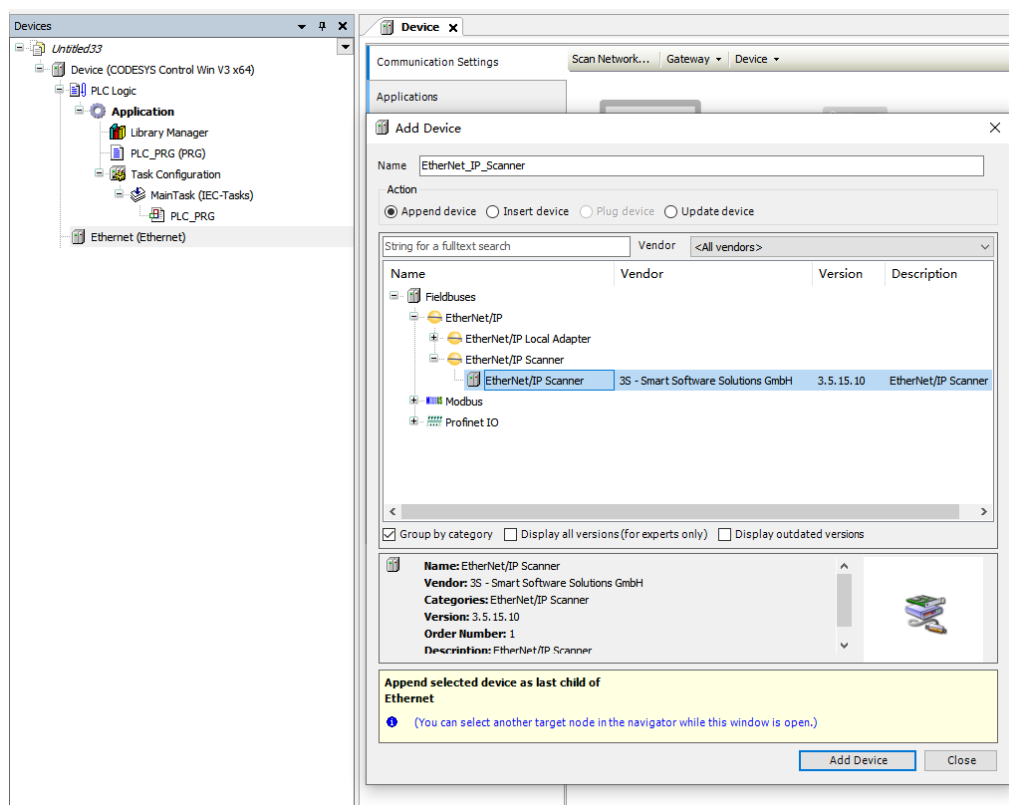 Devices
Untitled33
Device (CODESYS Control Win V3 x64)
PLC Logic
Application
Library Manager
PLC_PRG (PRG)
Task Configuration
MainTask (IEC-Tasks)
PLC_PRG
Ethernet (Ethernet)
Device
Communication Settings
Scan Network... Gateway Device
Applications
Add Device
Name EtherNet_IP_Scanner
Action
Append device Insert device Plug device Update device
String for a fulltext search Vendor <All vendors>
Name Vendor Version Description
Fieldbuses
EtherNet/IP
EtherNet/IP Local Adapter
EtherNet/IP Scanner
EtherNet/IP Scanner 3S - Smart Software Solutions GmbH 3.5.15.10 EtherNet/IP Scanner
Modbus
Profinet IO
Group by category Display all versions (for experts only) Display outdated versions
Name: EtherNet/IP Scanner
Vendor: 3S - Smart Software Solutions GmbH
Categories: EtherNet/IP Scanner
Version: 3.5.15.10
Order Number: 1
Description: EtherNet/IP Scanner
Append selected device as last child of
Ethernet
(You can select another target node in the navigator while this window is open.)
Add Device Close